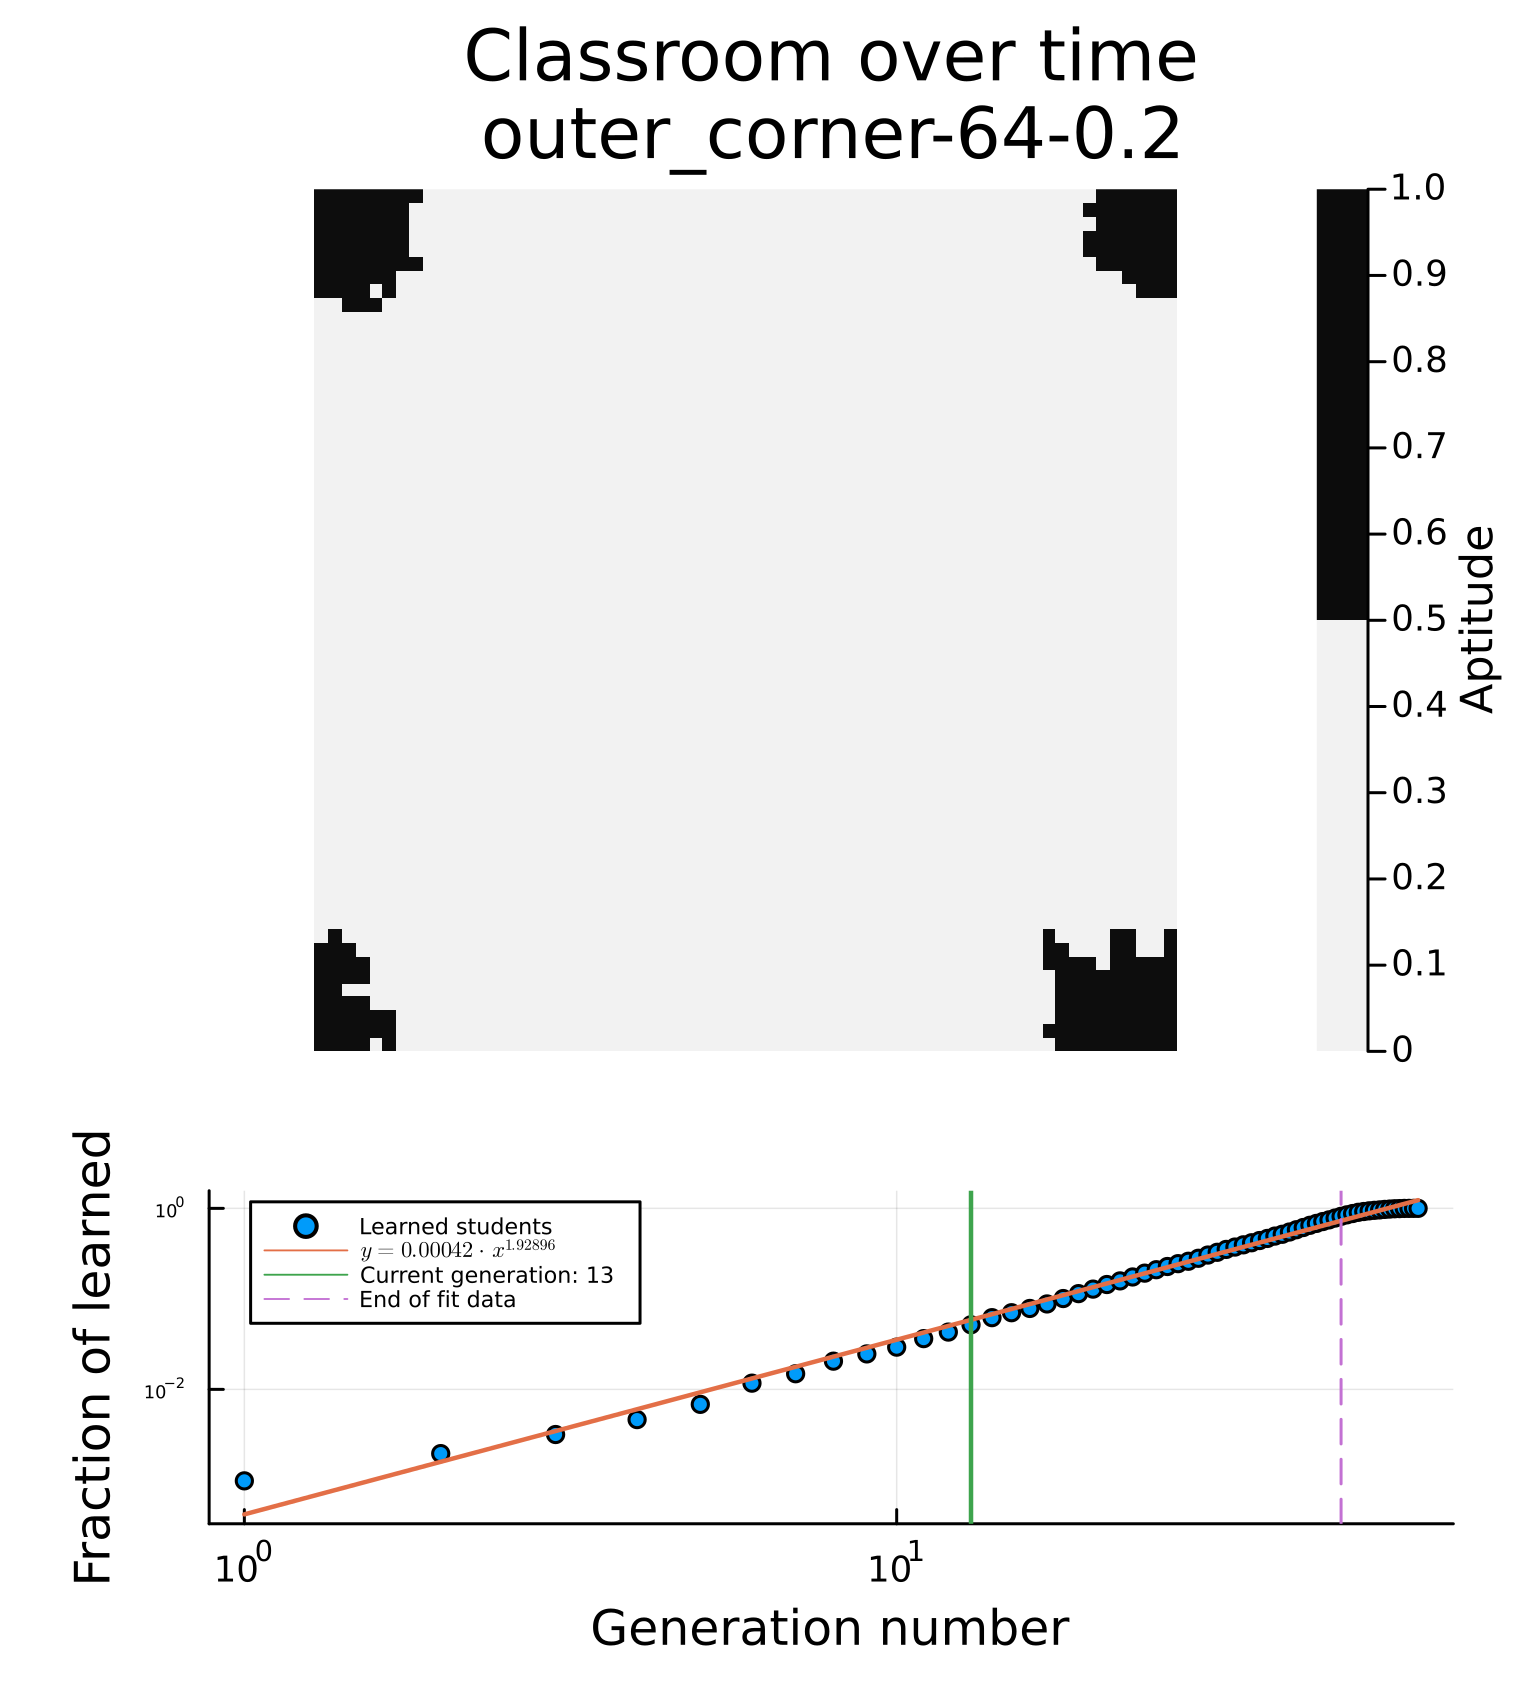 Classroom over time
outer_corner-64-0.2
1.0
0.9
0.8
0.7
0.6
0.5
0.4
0.3
0.2
0.1
0
Aptitude
Fraction of learned
10⁰
10⁻²
Learned students
y = 0.00042 · x^1.92896
Current generation: 13
End of fit data
10⁰
10¹
Generation number